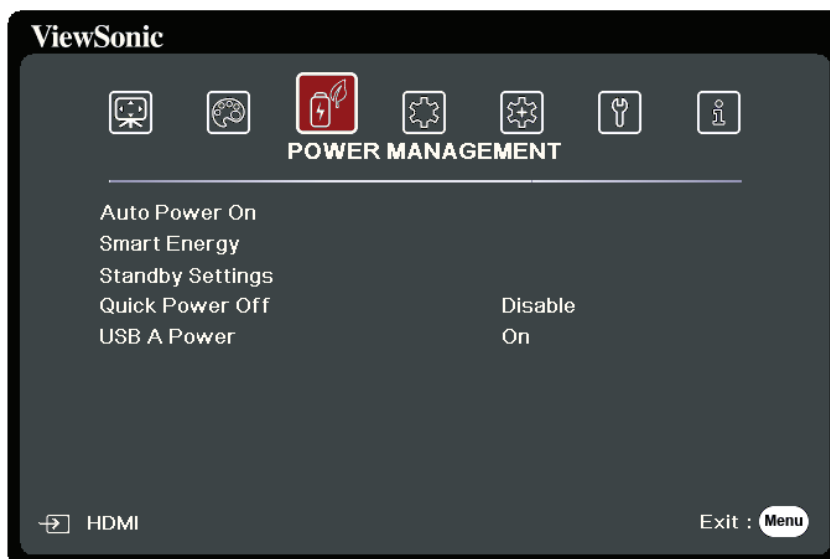 ViewSonic
POWER MANAGEMENT
Auto Power On
Smart Energy
Standby Settings
Quick Power Off Disable
USB A Power On
HDMI Exit : Menu